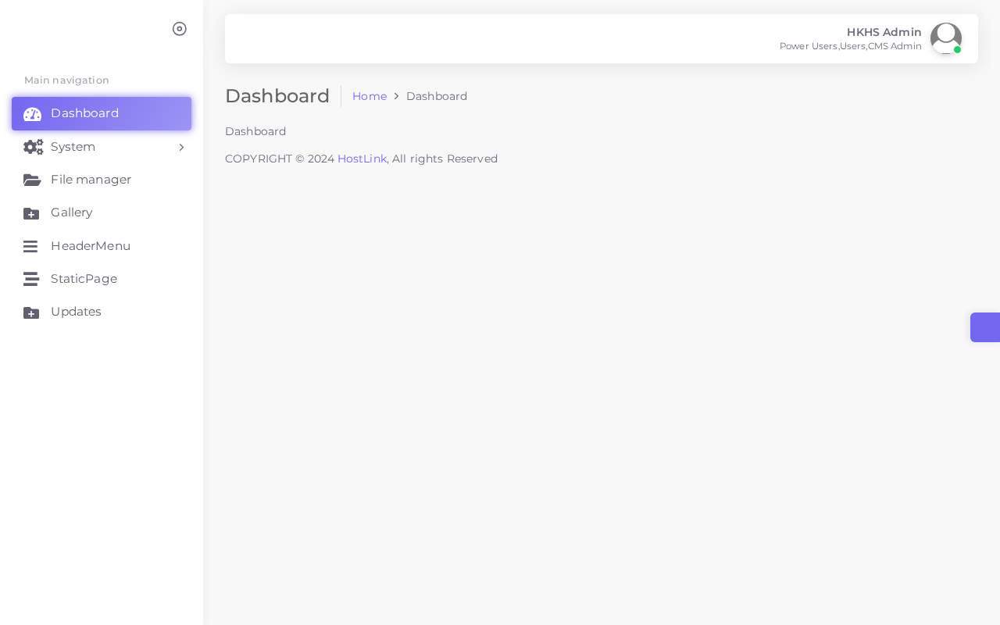 HKHS Admin
Power Users,Users,CMS Admin
Main navigation
Dashboard
System
File manager
Gallery
HeaderMenu
StaticPage
Updates
Dashboard
Home
Dashboard
Dashboard
COPYRIGHT © 2024 HostLink, All rights Reserved